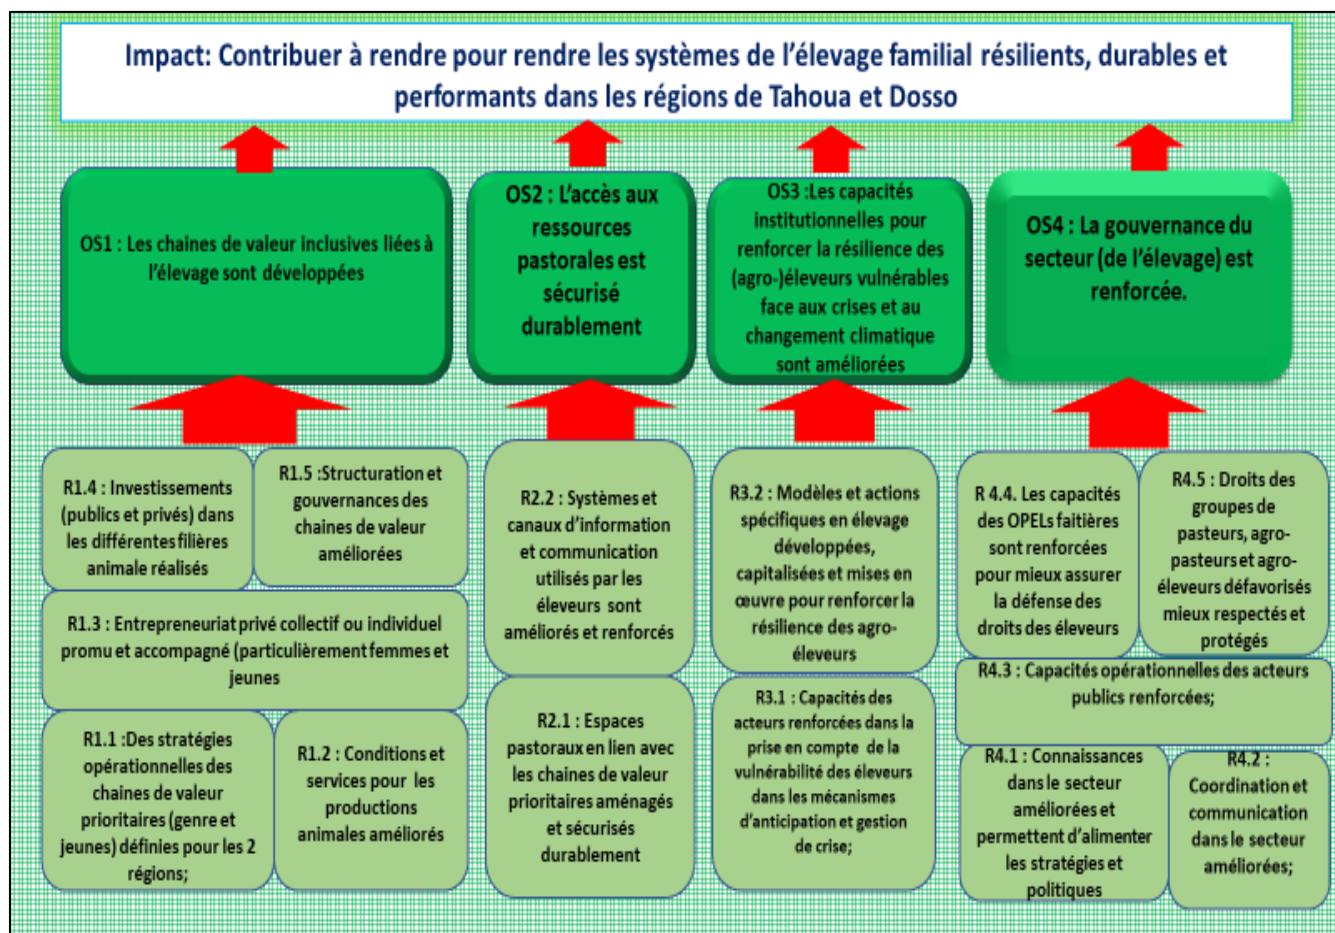 Impact: Contribuer à rendre pour rendre les systèmes de l'élevage familial résilients, durables et
performants dans les régions de Tahoua et Dosso
OS1 : Les chaines de valeur inclusives liées à
l'élevage sont développées
OS2 : L'accès aux
ressources
pastorales est
sécurisé
durablement
OS3 :Les capacités
institutionnelles pour
renforcer la résilience des
(agro-)éleveurs vulnérables
face aux crises et au
changement climatique
sont améliorées
OS4 : La gouvernance du
secteur (de l'élevage) est
renforcée.
R1.4 : Investissements
(publics et privés) dans
les différentes filières
animale réalisés
R1.5 :Structuration et
gouvernances des
chaines de valeur
améliorées
R1.3 : Entrepreneuriat privé collectif ou individuel
promu et accompagné (particulièrement femmes et
jeunes
R1.1 :Des stratégies
opérationnelles des
chaines de valeur
prioritaires (genre et
jeunes) définies pour les 2
régions;
R1.2 : Conditions et
services pour les
productions
animales améliorés
R2.2 : Systèmes et
canaux d'information
et communication
utilisés par les
éleveurs sont
améliorés et renforcés
R2.1 : Espaces
pastoraux en lien avec
les chaines de valeur
prioritaires aménagés
et sécurisés
durablement
R3.2 : Modèles et actions
spécifiques en élevage
développées,
capitalisées et mises en
œuvre pour renforcer la
résilience des agro-
éleveurs
R3.1 : Capacités des
acteurs renforcées dans la
prise en compte de la
vulnérabilité des éleveurs
dans les mécanismes
d'anticipation et gestion
de crise;
R 4.4. Les capacités
des OPELs faitières
sont renforcées
pour mieux assurer
la défense des
droits des éleveurs
R4.5 : Droits des
groupes de
pasteurs, agro-
pasteurs et agro-
éleveurs défavorisés
mieux respectés et
protégés
R4.3 : Capacités opérationnelles des acteurs
publics renforcées;
R4.1 : Connaissances
dans le secteur
améliorées et
permettent d'alimenter
les stratégies et
politiques
R4.2 :
Coordination et
communication
dans le secteur
améliorées;